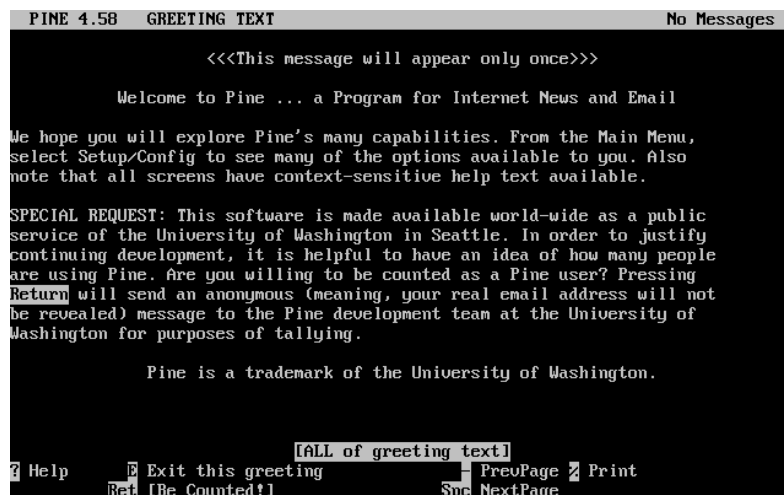 PINE 4.58   GREETING TEXT                                   No Messages
<<<This message will appear only once>>>
Welcome to Pine ... a Program for Internet News and Email
We hope you will explore Pine's many capabilities. From the Main Menu,
select Setup/Config to see many of the options available to you. Also
note that all screens have context-sensitive help text available.
SPECIAL REQUEST: This software is made available world-wide as a public
service of the University of Washington in Seattle. In order to justify
continuing development, it is helpful to have an idea of how many people
are using Pine. Are you willing to be counted as a Pine user? Pressing
Return will send an anonymous (meaning, your real email address will not
be revealed) message to the Pine development team at the University of
Washington for purposes of tallying.
Pine is a trademark of the University of Washington.
[ALL of greeting text]
? Help      E Exit this greeting              - PrevPage % Print
Ret [Be Counted!]                 Spc NextPage